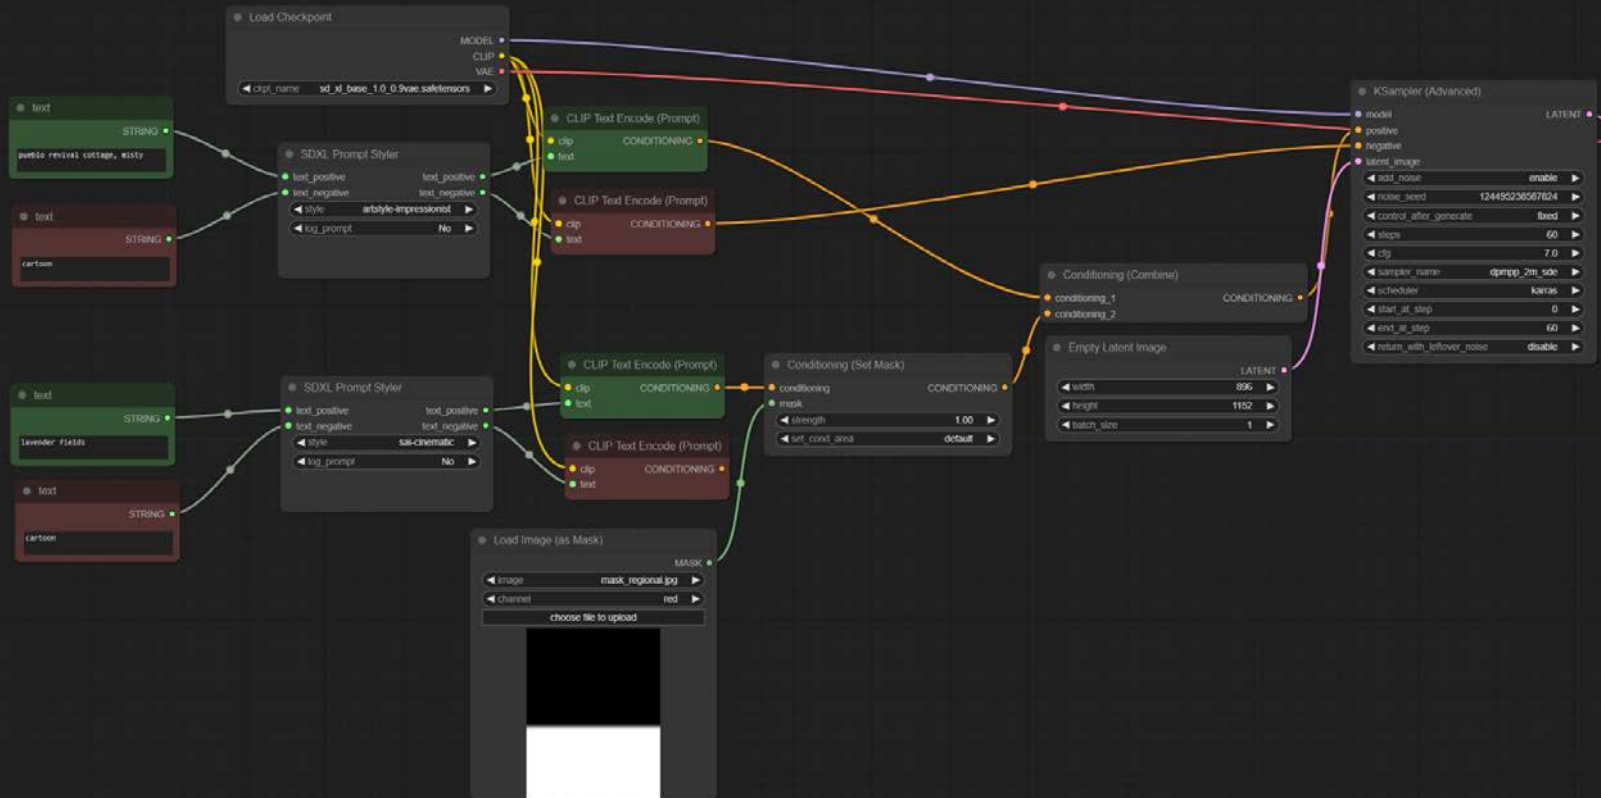 Load Checkpoint
MODEL
CLIP
VAE
ckpt_name sd_xl_base_1.0_0.9vae.safetensors
text
STRING
pueblo revival cottage, misty
text
STRING
cartoon
SDXL Prompt Styler
text_positive text_positive
text_negative text_negative
style artstyle-impressionist
log_prompt No
CLIP Text Encode (Prompt)
clip CONDITIONING
text
CLIP Text Encode (Prompt)
clip CONDITIONING
text
text
STRING
lavender fields
text
STRING
cartoon
SDXL Prompt Styler
text_positive text_positive
text_negative text_negative
style sai-cinematic
log_prompt No
CLIP Text Encode (Prompt)
clip CONDITIONING
text
CLIP Text Encode (Prompt)
clip CONDITIONING
text
Load Image (as Mask)
MASK
image mask_regional.jpg
channel red
choose file to upload
Conditioning (Set Mask)
conditioning CONDITIONING
mask
strength 1.00
set_cond_area default
Conditioning (Combine)
conditioning_1 CONDITIONING
conditioning_2
Empty Latent Image
LATENT
width 896
height 1152
batch_size 1
KSampler (Advanced)
model LATENT
positive
negative
latent_image
add_noise enable
noise_seed 124495238567824
control_after_generate fixed
steps 60
cfg 7.0
sampler_name dpmpp_2m_sde
scheduler karras
start_at_step 0
end_at_step 60
return_with_leftover_noise disable